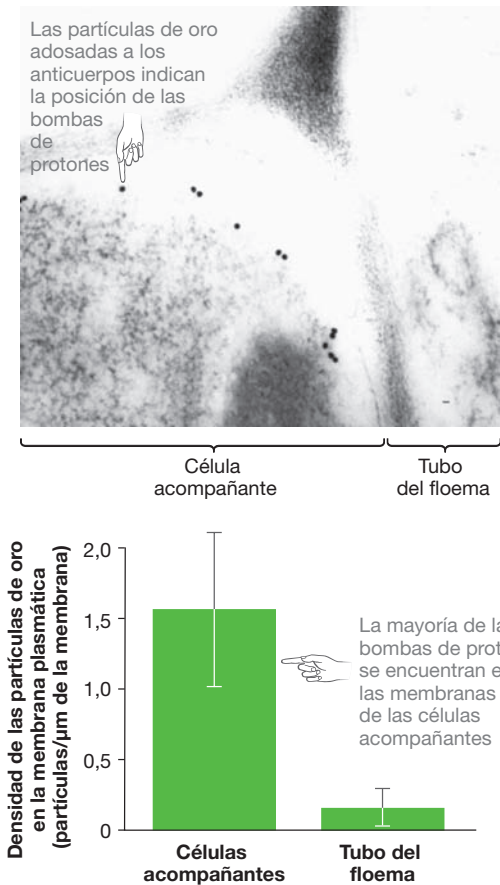 Las partículas de oro
adosadas a los
anticuerpos indican
la posición de las
bombas
de
protones
Célula
acompañante
Tubo
del floema
Densidad de las partículas de oro
en la membrana plasmática
(partículas/µm de la membrana)
2,0
1,5
1,0
0,5
0
La mayoría de la
bombas de prot
se encuentran e
las membranas
de las células
acompañantes
Células
acompañantes
Tubo del
floema